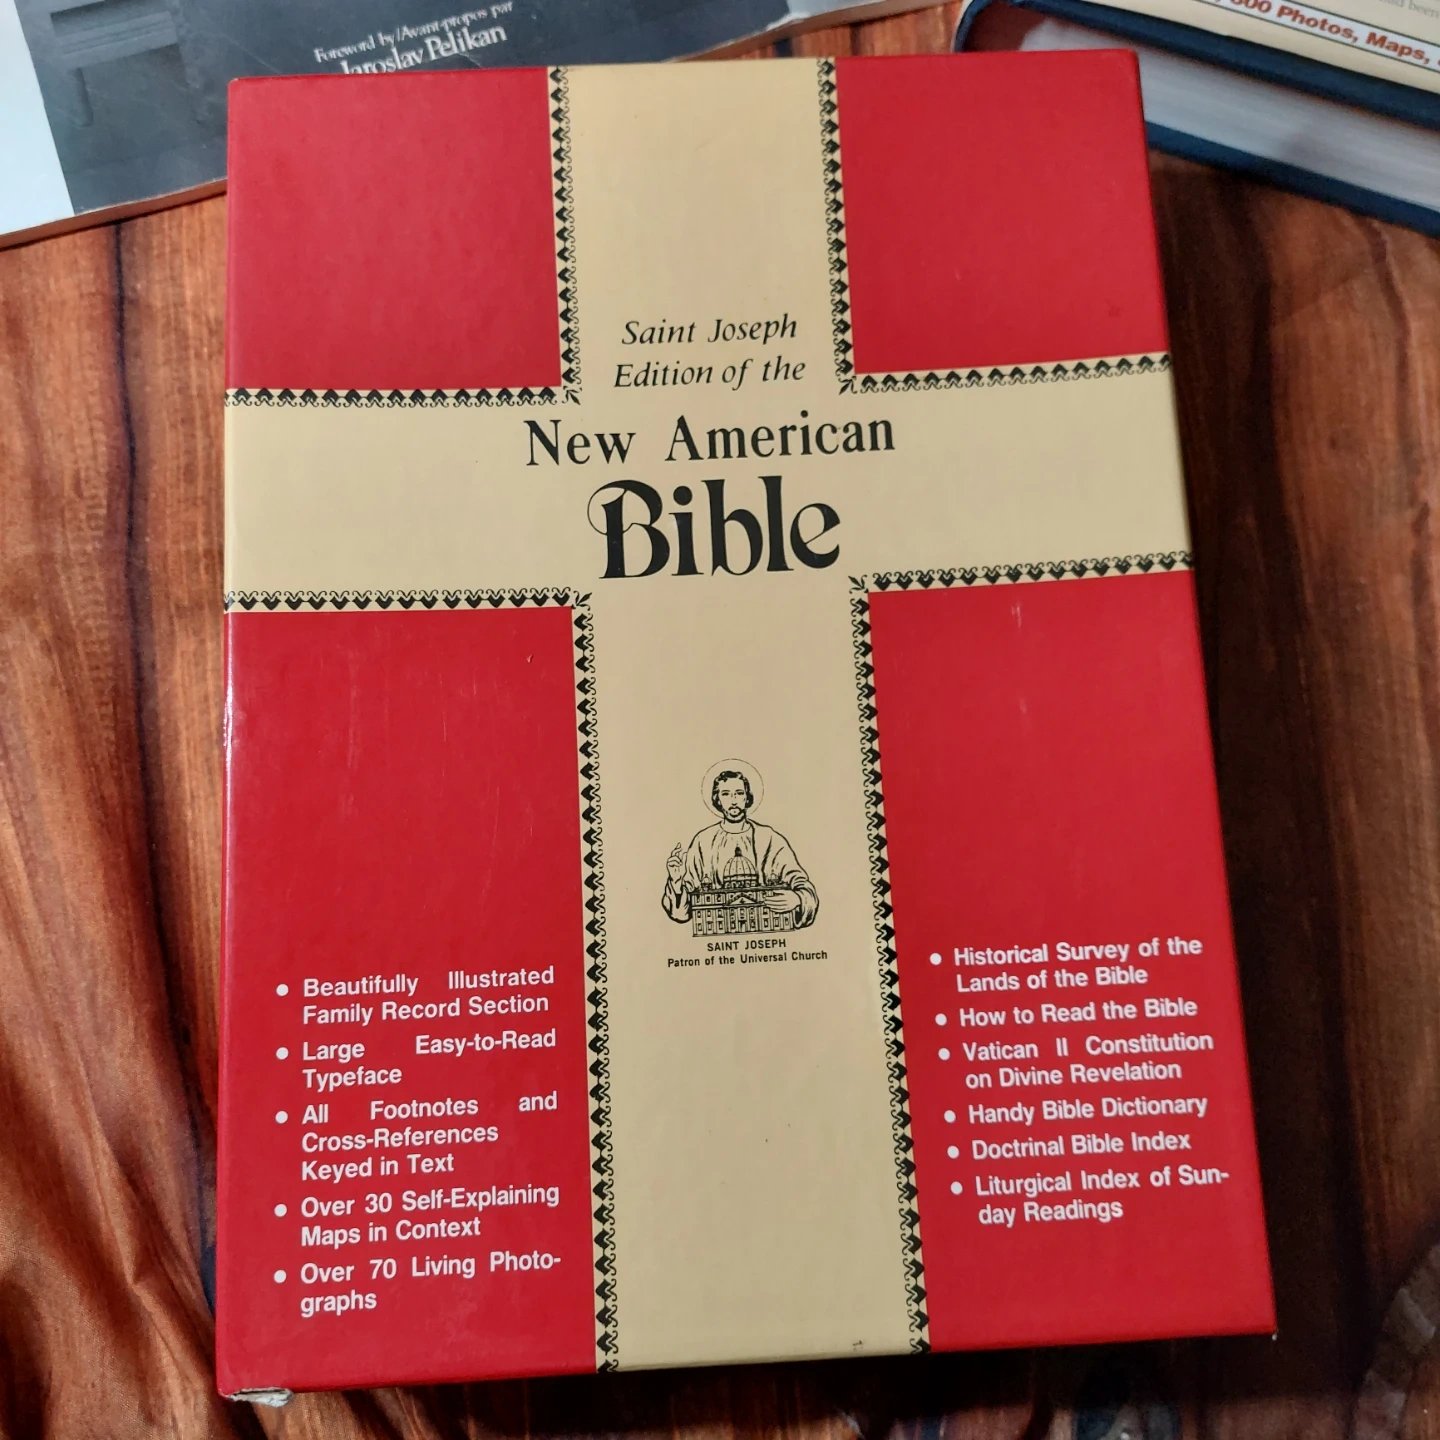 Foreword by/Avant-propos par
Jaroslav Pelikan
500 Photos, Maps,
Saint Joseph
Edition of the
New American
Bible
SAINT JOSEPH
Patron of the Universal Church
● Beautifully Illustrated
Family Record Section
● Large Easy-to-Read
Typeface
● All Footnotes and
Cross-References
Keyed in Text
● Over 30 Self-Explaining
Maps in Context
● Over 70 Living Photo-
graphs
● Historical Survey of the
Lands of the Bible
● How to Read the Bible
● Vatican II Constitution
on Divine Revelation
● Handy Bible Dictionary
● Doctrinal Bible Index
● Liturgical Index of Sun-
day Readings